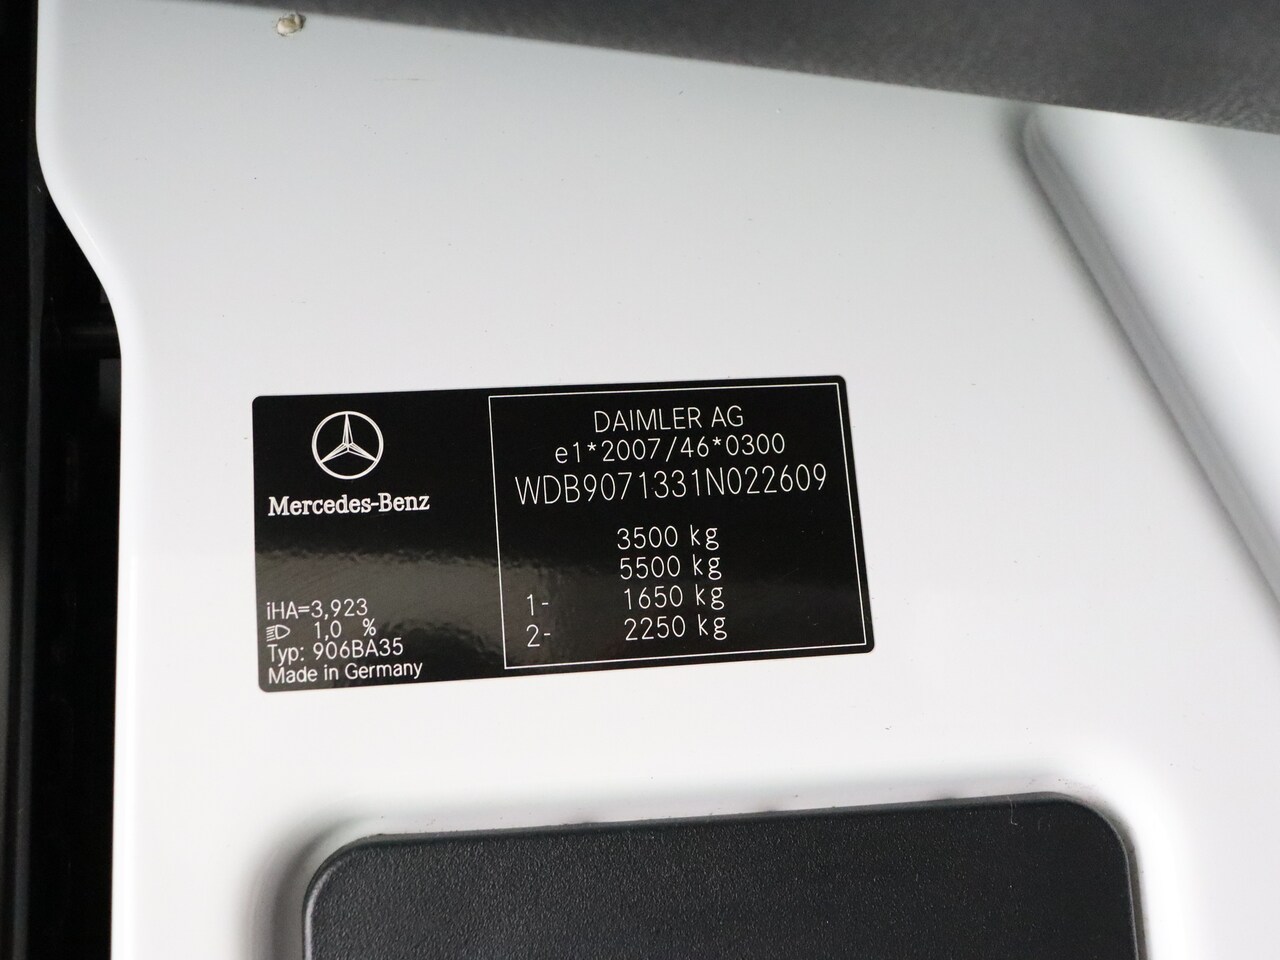 Mercedes-Benz
iHA=3,923
1,0 %
Typ: 906BA35
Made in Germany
DAIMLER AG
e1*2007/46*0300
WDB9071331N022609
3500 kg
5500 kg
1- 1650 kg
2- 2250 kg